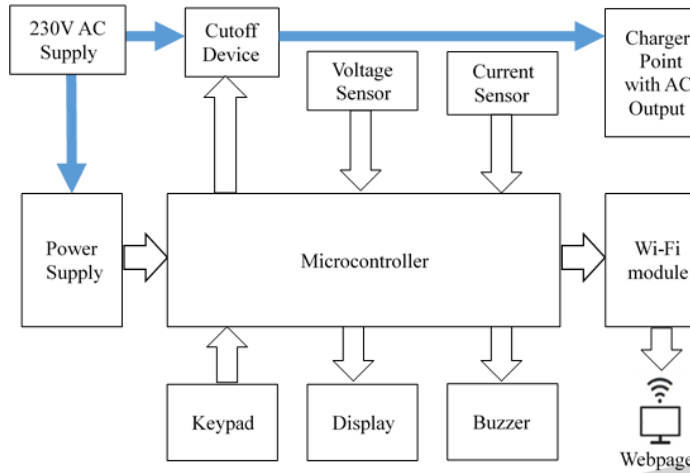 230V AC
Supply
Cutoff
Device
Voltage
Sensor
Current
Sensor
Charger
Point
with AC
Output
Power
Supply
Microcontroller
Wi-Fi
module
Keypad
Display
Buzzer
Webpage